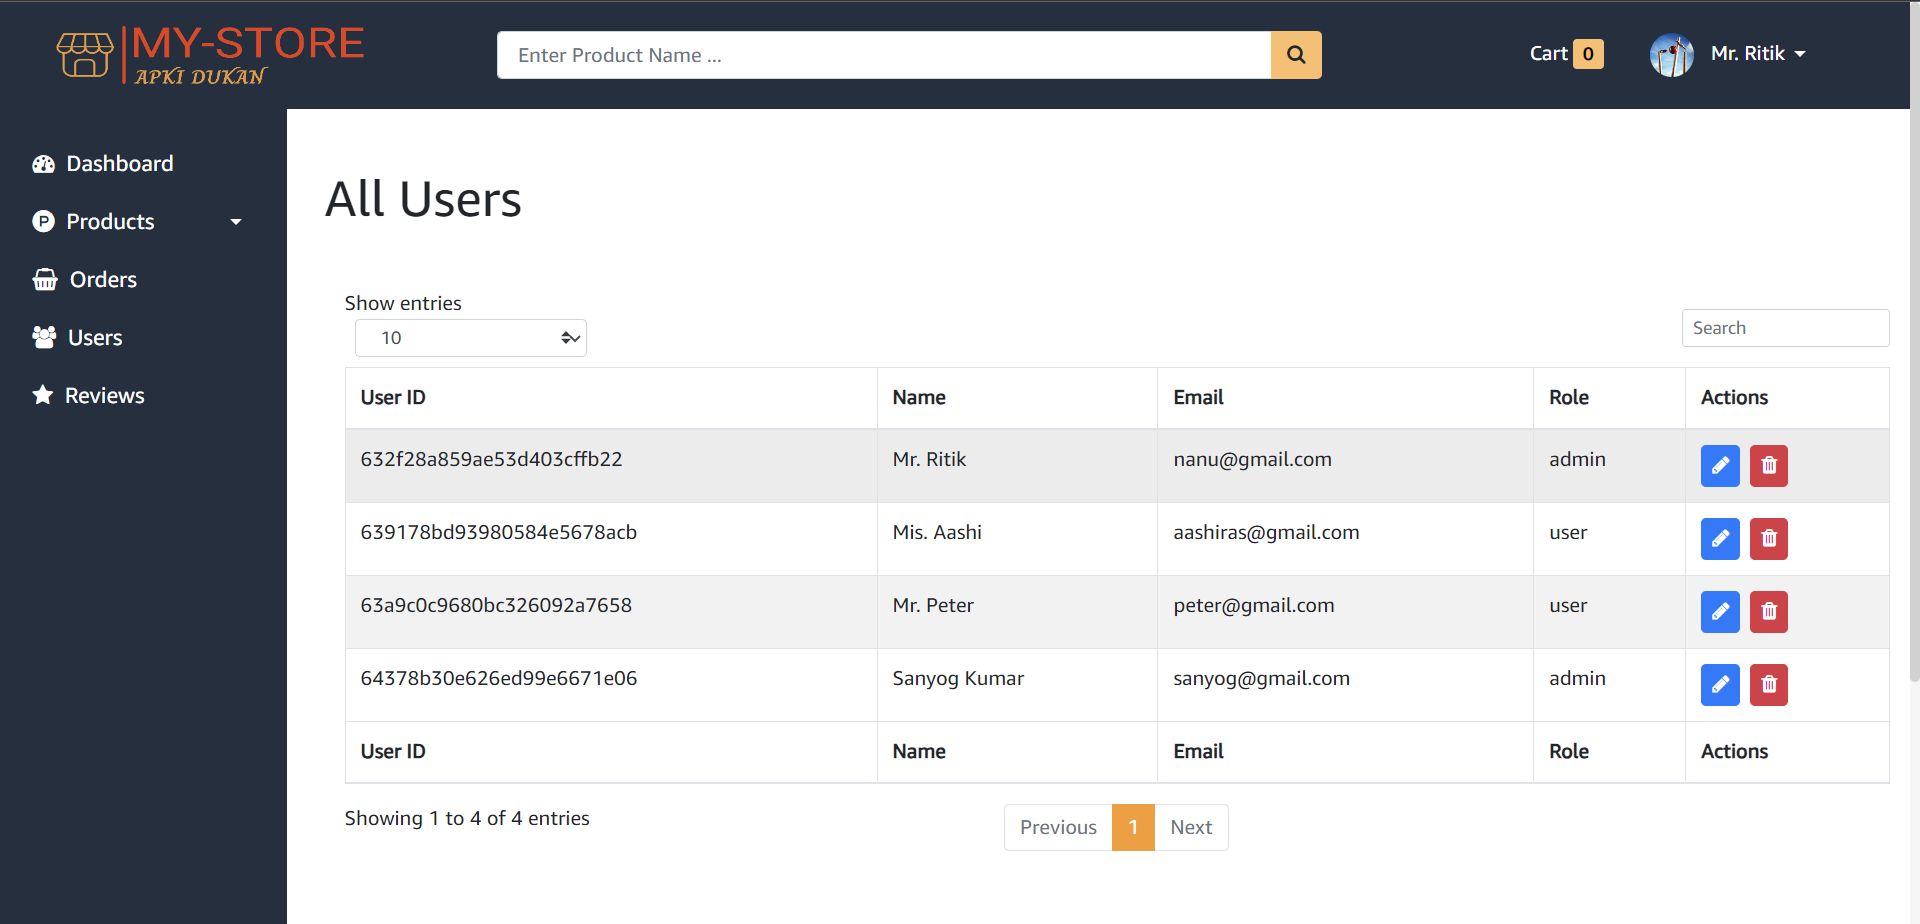 MY-STORE
APKI DUKAN
Enter Product Name ...
Cart 0
Mr. Ritik
Dashboard
Products
Orders
Users
Reviews
All Users
Show entries
10
Search
User ID Name Email Role Actions
632f28a859ae53d403cffb22 Mr. Ritik nanu@gmail.com admin
639178bd93980584e5678acb Mis. Aashi aashiras@gmail.com user
63a9c0c9680bc326092a7658 Mr. Peter peter@gmail.com user
64378b30e626ed99e6671e06 Sanyog Kumar sanyog@gmail.com admin
User ID Name Email Role Actions
Showing 1 to 4 of 4 entries
Previous 1 Next